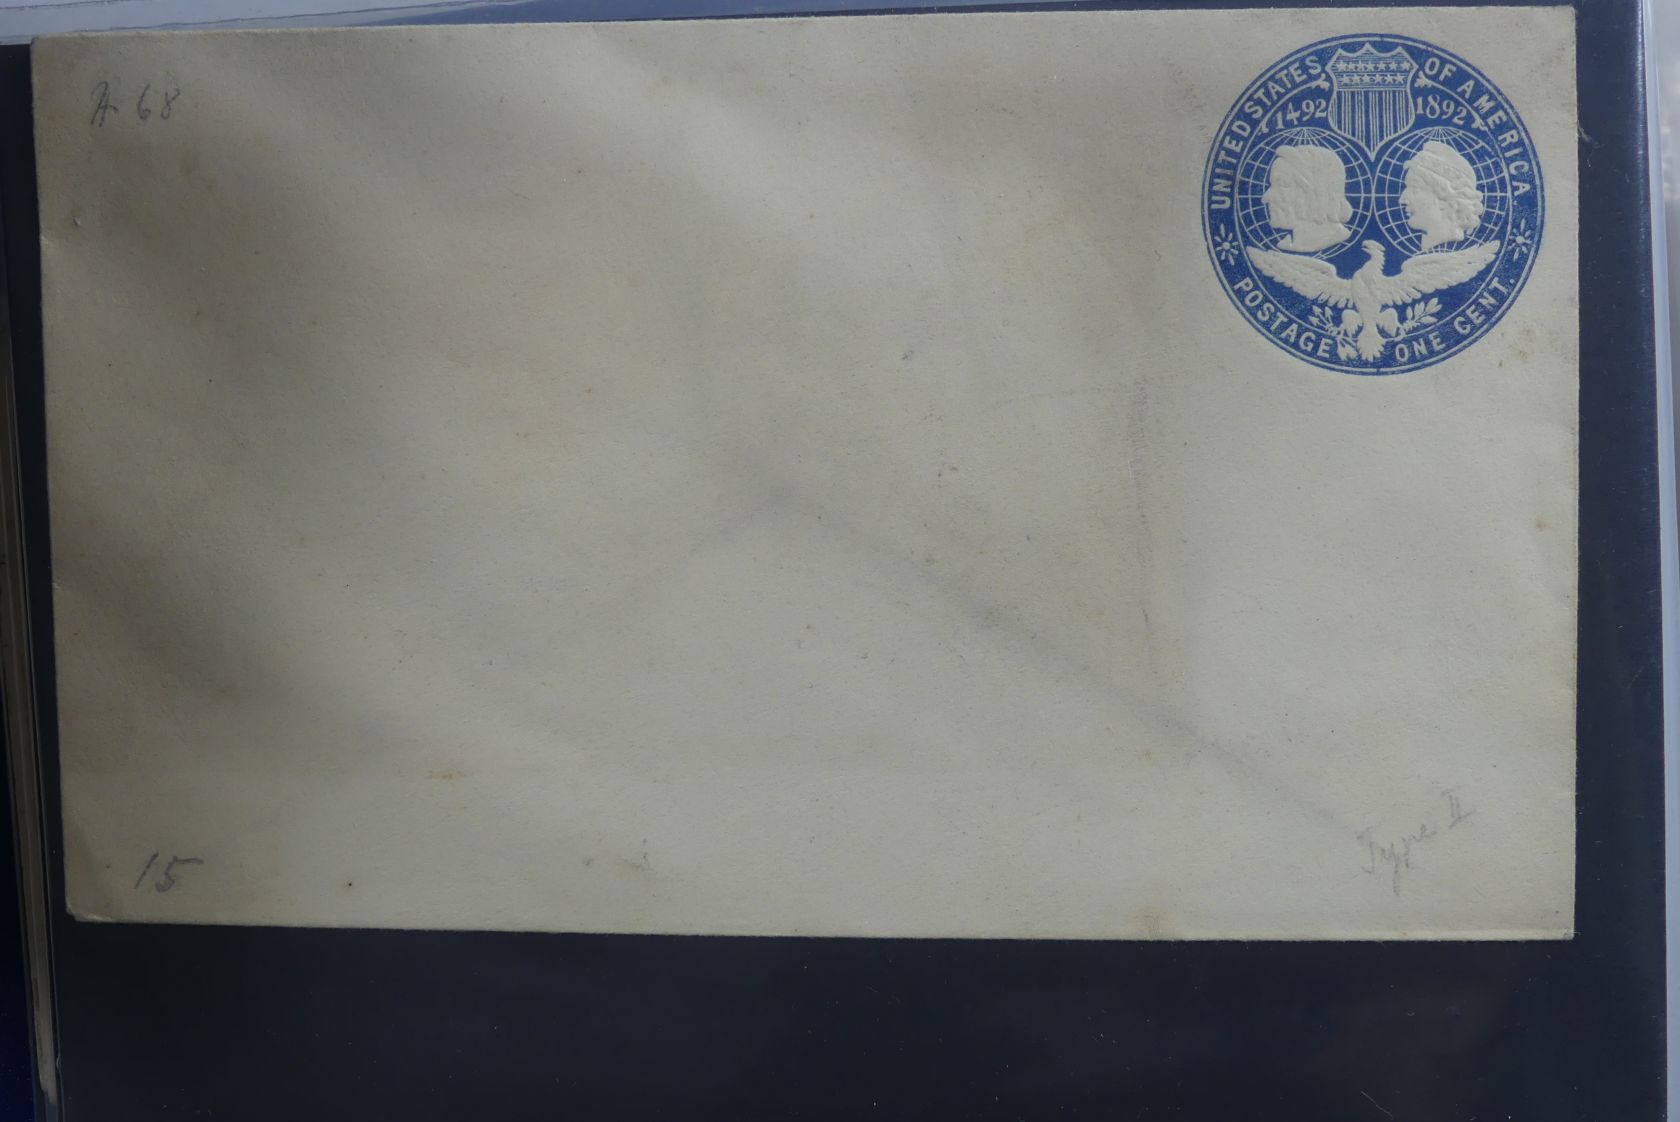 A 68
UNITED STATES OF AMERICA
1492 1892
POSTAGE ONE CENT.
15
Type II